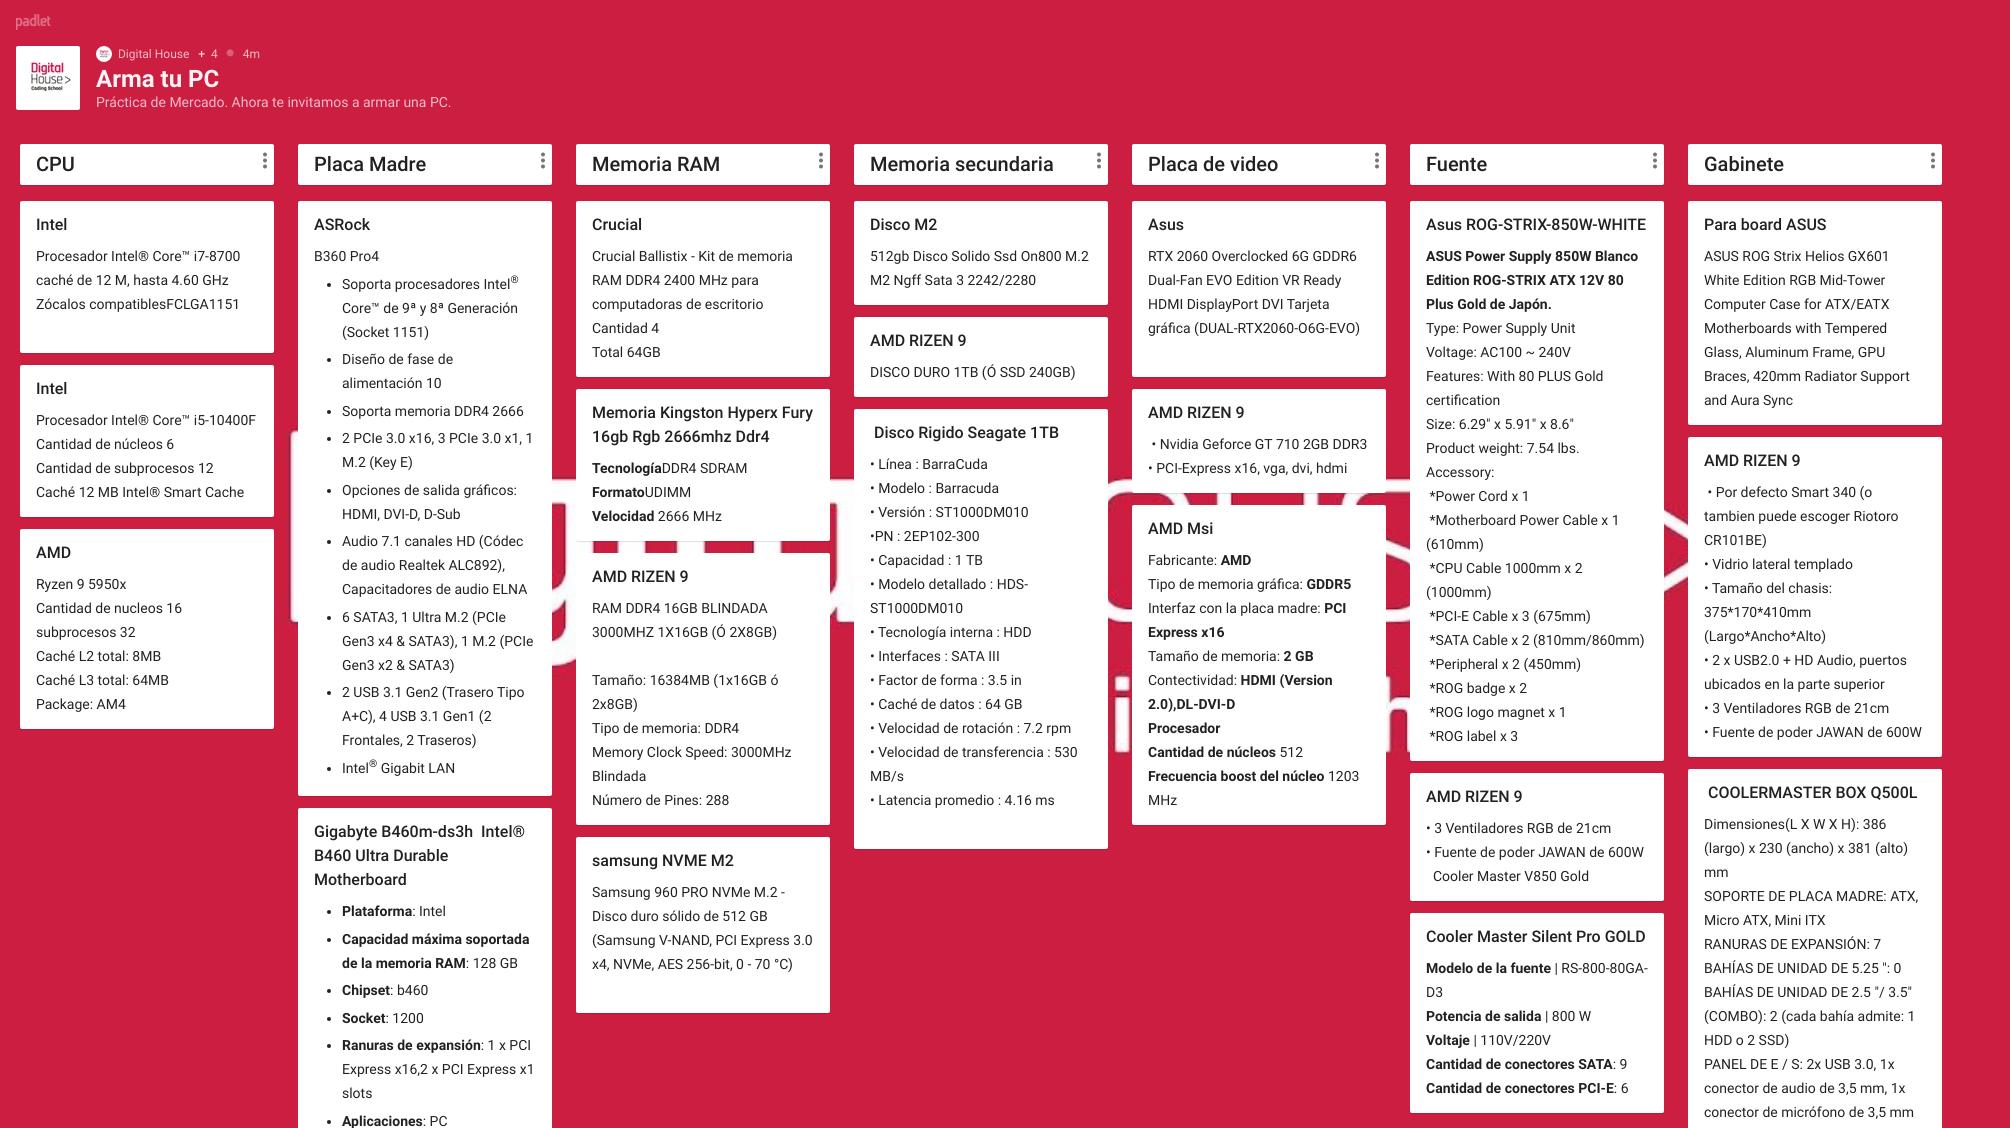 padlet
Digital House + 4 • 4m
Digital
House>
Coding School
Arma tu PC
Práctica de Mercado. Ahora te invitamos a armar una PC.
CPU
Intel
Procesador Intel® Core™ i7-8700
caché de 12 M, hasta 4.60 GHz
Zócalos compatiblesFCLGA1151
Intel
Procesador Intel® Core™ i5-10400F
Cantidad de núcleos 6
Cantidad de subprocesos 12
Caché 12 MB Intel® Smart Cache
AMD
Ryzen 9 5950x
Cantidad de nucleos 16
subprocesos 32
Caché L2 total: 8MB
Caché L3 total: 64MB
Package: AM4
Placa Madre
ASRock
B360 Pro4
• Soporta procesadores Intel®
Core™ de 9ª y 8ª Generación
(Socket 1151)
• Diseño de fase de
alimentación 10
• Soporta memoria DDR4 2666
• 2 PCIe 3.0 x16, 3 PCIe 3.0 x1, 1
M.2 (Key E)
• Opciones de salida gráficos:
HDMI, DVI-D, D-Sub
• Audio 7.1 canales HD (Códec
de audio Realtek ALC892),
Capacitadores de audio ELNA
• 6 SATA3, 1 Ultra M.2 (PCIe
Gen3 x4 & SATA3), 1 M.2 (PCIe
Gen3 x2 & SATA3)
• 2 USB 3.1 Gen2 (Trasero Tipo
A+C), 4 USB 3.1 Gen1 (2
Frontales, 2 Traseros)
• Intel® Gigabit LAN
Gigabyte B460m-ds3h Intel®
B460 Ultra Durable
Motherboard
• Plataforma: Intel
• Capacidad máxima soportada
de la memoria RAM: 128 GB
• Chipset: b460
• Socket: 1200
• Ranuras de expansión: 1 x PCI
Express x16,2 x PCI Express x1
slots
• Aplicaciones: PC
Memoria RAM
Crucial
Crucial Ballistix - Kit de memoria
RAM DDR4 2400 MHz para
computadoras de escritorio
Cantidad 4
Total 64GB
Memoria Kingston Hyperx Fury
16gb Rgb 2666mhz Ddr4
TecnologíaDDR4 SDRAM
FormatoUDIMM
Velocidad 2666 MHz
AMD RIZEN 9
RAM DDR4 16GB BLINDADA
3000MHZ 1X16GB (Ó 2X8GB)
Tamaño: 16384MB (1x16GB ó
2x8GB)
Tipo de memoria: DDR4
Memory Clock Speed: 3000MHz
Blindada
Número de Pines: 288
samsung NVME M2
Samsung 960 PRO NVMe M.2 -
Disco duro sólido de 512 GB
(Samsung V-NAND, PCI Express 3.0
x4, NVMe, AES 256-bit, 0 - 70 °C)
Memoria secundaria
Disco M2
512gb Disco Solido Ssd On800 M.2
M2 Ngff Sata 3 2242/2280
AMD RIZEN 9
DISCO DURO 1TB (Ó SSD 240GB)
Disco Rigido Seagate 1TB
• Línea : BarraCuda
• Modelo : Barracuda
• Versión : ST1000DM010
•PN : 2EP102-300
• Capacidad : 1 TB
• Modelo detallado : HDS-
ST1000DM010
• Tecnología interna : HDD
• Interfaces : SATA III
• Factor de forma : 3.5 in
• Caché de datos : 64 GB
• Velocidad de rotación : 7.2 rpm
• Velocidad de transferencia : 530
MB/s
• Latencia promedio : 4.16 ms
Placa de video
Asus
RTX 2060 Overclocked 6G GDDR6
Dual-Fan EVO Edition VR Ready
HDMI DisplayPort DVI Tarjeta
gráfica (DUAL-RTX2060-O6G-EVO)
AMD RIZEN 9
• Nvidia Geforce GT 710 2GB DDR3
• PCI-Express x16, vga, dvi, hdmi
AMD Msi
Fabricante: AMD
Tipo de memoria gráfica: GDDR5
Interfaz con la placa madre: PCI
Express x16
Tamaño de memoria: 2 GB
Contectividad: HDMI (Version
2.0),DL-DVI-D
Procesador
Cantidad de núcleos 512
Frecuencia boost del núcleo 1203
MHz
Fuente
Asus ROG-STRIX-850W-WHITE
ASUS Power Supply 850W Blanco
Edition ROG-STRIX ATX 12V 80
Plus Gold de Japón.
Type: Power Supply Unit
Voltage: AC100 ~ 240V
Features: With 80 PLUS Gold
certification
Size: 6.29" x 5.91" x 8.6"
Product weight: 7.54 lbs.
Accessory:
*Power Cord x 1
*Motherboard Power Cable x 1
(610mm)
*CPU Cable 1000mm x 2
(1000mm)
*PCI-E Cable x 3 (675mm)
*SATA Cable x 2 (810mm/860mm)
*Peripheral x 2 (450mm)
*ROG badge x 2
*ROG logo magnet x 1
*ROG label x 3
AMD RIZEN 9
• 3 Ventiladores RGB de 21cm
• Fuente de poder JAWAN de 600W
Cooler Master V850 Gold
Cooler Master Silent Pro GOLD
Modelo de la fuente | RS-800-80GA-
D3
Potencia de salida | 800 W
Voltaje | 110V/220V
Cantidad de conectores SATA: 9
Cantidad de conectores PCI-E: 6
Gabinete
Para board ASUS
ASUS ROG Strix Helios GX601
White Edition RGB Mid-Tower
Computer Case for ATX/EATX
Motherboards with Tempered
Glass, Aluminum Frame, GPU
Braces, 420mm Radiator Support
and Aura Sync
AMD RIZEN 9
• Por defecto Smart 340 (o
tambien puede escoger Riotoro
CR101BE)
• Vidrio lateral templado
• Tamaño del chasis:
375*170*410mm
(Largo*Ancho*Alto)
• 2 x USB2.0 + HD Audio, puertos
ubicados en la parte superior
• 3 Ventiladores RGB de 21cm
• Fuente de poder JAWAN de 600W
COOLERMASTER BOX Q500L
Dimensiones(L X W X H): 386
(largo) x 230 (ancho) x 381 (alto)
mm
SOPORTE DE PLACA MADRE: ATX,
Micro ATX, Mini ITX
RANURAS DE EXPANSIÓN: 7
BAHÍAS DE UNIDAD DE 5.25 ": 0
BAHÍAS DE UNIDAD DE 2.5 "/ 3.5"
(COMBO): 2 (cada bahía admite: 1
HDD o 2 SSD)
PANEL DE E / S: 2x USB 3.0, 1x
conector de audio de 3,5 mm, 1x
conector de micrófono de 3,5 mm